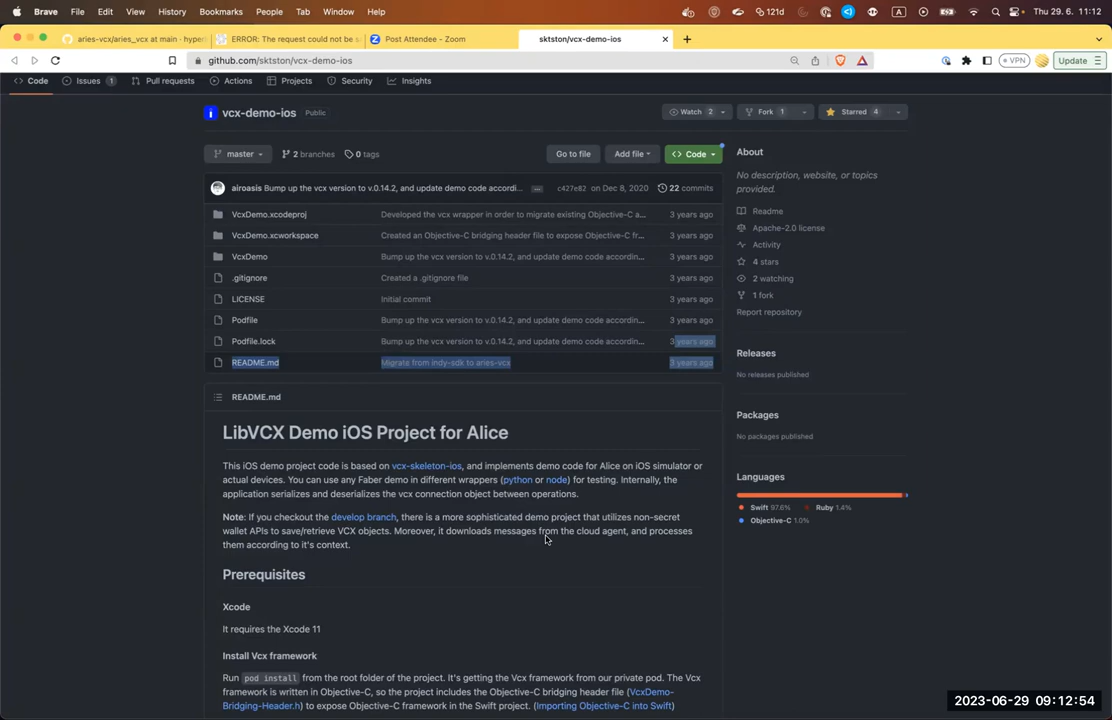 Brave File Edit View History Bookmarks People Tab Window Help 121d A Thu 29. 6. 11:12
aries-vcx/aries_vcx at main · hyperl ERROR: The request could not be sa Post Attendee - Zoom sktston/vcx-demo-ios
github.com/sktston/vcx-demo-ios VPN Update
Code Issues 1 Pull requests Actions Projects Security Insights
vcx-demo-ios Public Watch 2 Fork 1 Starred 4
master 2 branches 0 tags Go to file Add file Code
airoasis Bump up the vcx version to v.0.14.2, and update demo code accordi... ... c427e82 on Dec 8, 2020 22 commits
VcxDemo.xcodeproj Developed the vcx wrapper in order to migrate existing Objective-C a... 3 years ago
VcxDemo.xcworkspace Created an Objective-C bridging header file to expose Objective-C fr... 3 years ago
VcxDemo Bump up the vcx version to v.0.14.2, and update demo code accordin... 3 years ago
.gitignore Created a .gitignore file 3 years ago
LICENSE Initial commit 3 years ago
Podfile Bump up the vcx version to v.0.14.2, and update demo code accordin... 3 years ago
Podfile.lock Bump up the vcx version to v.0.14.2, and update demo code accordin... 3 years ago
README.md Migrate from indy-sdk to aries-vcx 3 years ago
README.md
LibVCX Demo iOS Project for Alice
This iOS demo project code is based on vcx-skeleton-ios, and implements demo code for Alice on iOS simulator or
actual devices. You can use any Faber demo in different wrappers (python or node) for testing. Internally, the
application serializes and deserializes the vcx connection object between operations.
Note: If you checkout the develop branch, there is a more sophisticated demo project that utilizes non-secret
wallet APIs to save/retrieve VCX objects. Moreover, it downloads messages from the cloud agent, and processes
them according to it's context.
Prerequisites
Xcode
It requires the Xcode 11
Install Vcx framework
Run pod install from the root folder of the project. It's getting the Vcx framework from our private pod. The Vcx
framework is written in Objective-C, so the project includes the Objective-C bridging header file (VcxDemo-
Bridging-Header.h) to expose Objective-C framework in the Swift project. (Importing Objective-C into Swift)
About
No description, website, or topics
provided.
Readme
Apache-2.0 license
Activity
4 stars
2 watching
1 fork
Report repository
Releases
No releases published
Packages
No packages published
Languages
Swift 97.6% Ruby 1.4%
Objective-C 1.0%
2023-06-29 09:12:54